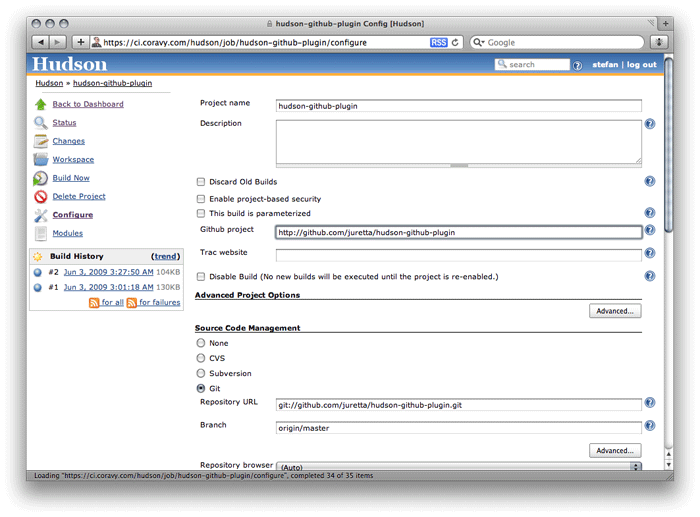 hudson-github-plugin Config [Hudson]
https://ci.coravy.com/hudson/job/hudson-github-plugin/configure
RSS
Google
Hudson
search
stefan | log out
Hudson » hudson-github-plugin
Back to Dashboard
Status
Changes
Workspace
Build Now
Delete Project
Configure
Modules
Build History (trend)
#2 Jun 3, 2009 3:27:50 AM 104KB
#1 Jun 3, 2009 3:01:18 AM 130KB
for all for failures
Project name hudson-github-plugin
Description
Discard Old Builds
Enable project-based security
This build is parameterized
Github project http://github.com/juretta/hudson-github-plugin
Trac website
Disable Build (No new builds will be executed until the project is re-enabled.)
Advanced Project Options
Advanced...
Source Code Management
None
CVS
Subversion
Git
Repository URL git://github.com/juretta/hudson-github-plugin.git
Branch origin/master
Advanced...
Repository browser (Auto)
Loading "https://ci.coravy.com/hudson/job/hudson-github-plugin/configure", completed 34 of 35 items